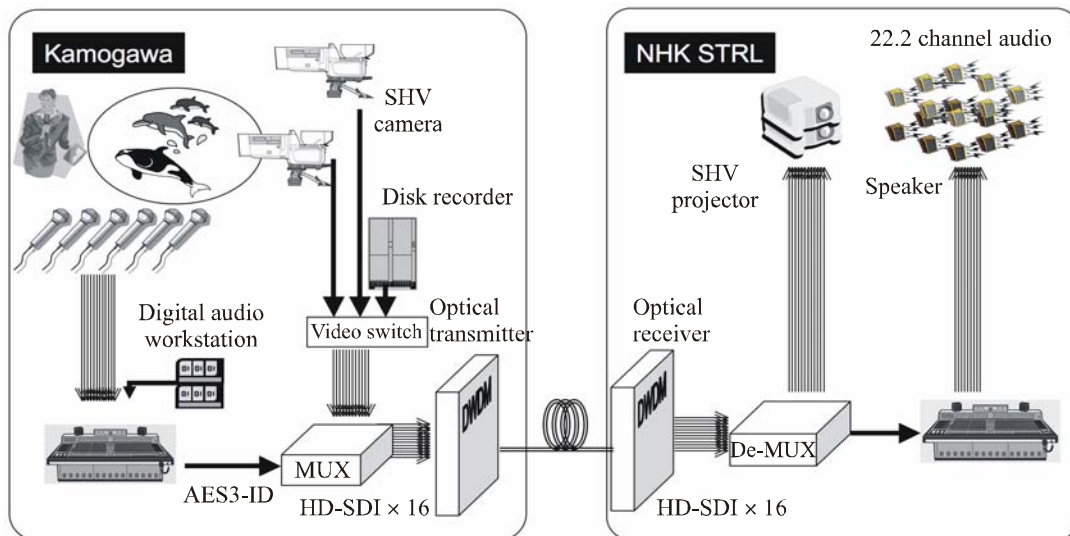 Kamogawa
SHV
camera
Disk recorder
Digital audio
workstation
Video switch
Optical
transmitter
DWDM
MUX
AES3-ID
HD-SDI × 16
NHK STRL
22.2 channel audio
SHV
projector
Speaker
Optical
receiver
DWDM
De-MUX
HD-SDI × 16